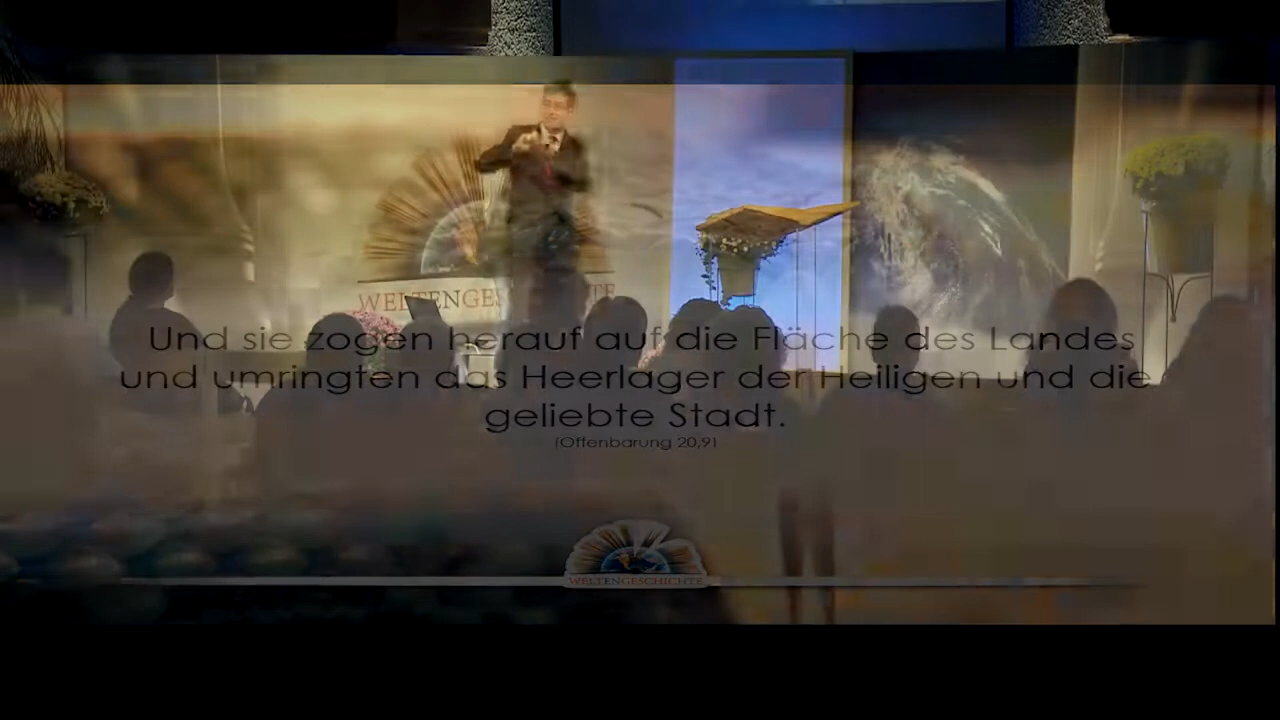 WELTENGESCHICHTE
Und sie zogen herauf auf die Fläche des Landes
und umringten das Heerlager der Heiligen und die
geliebte Stadt.
(Offenbarung 20,9)
WELTENGESCHICHTE